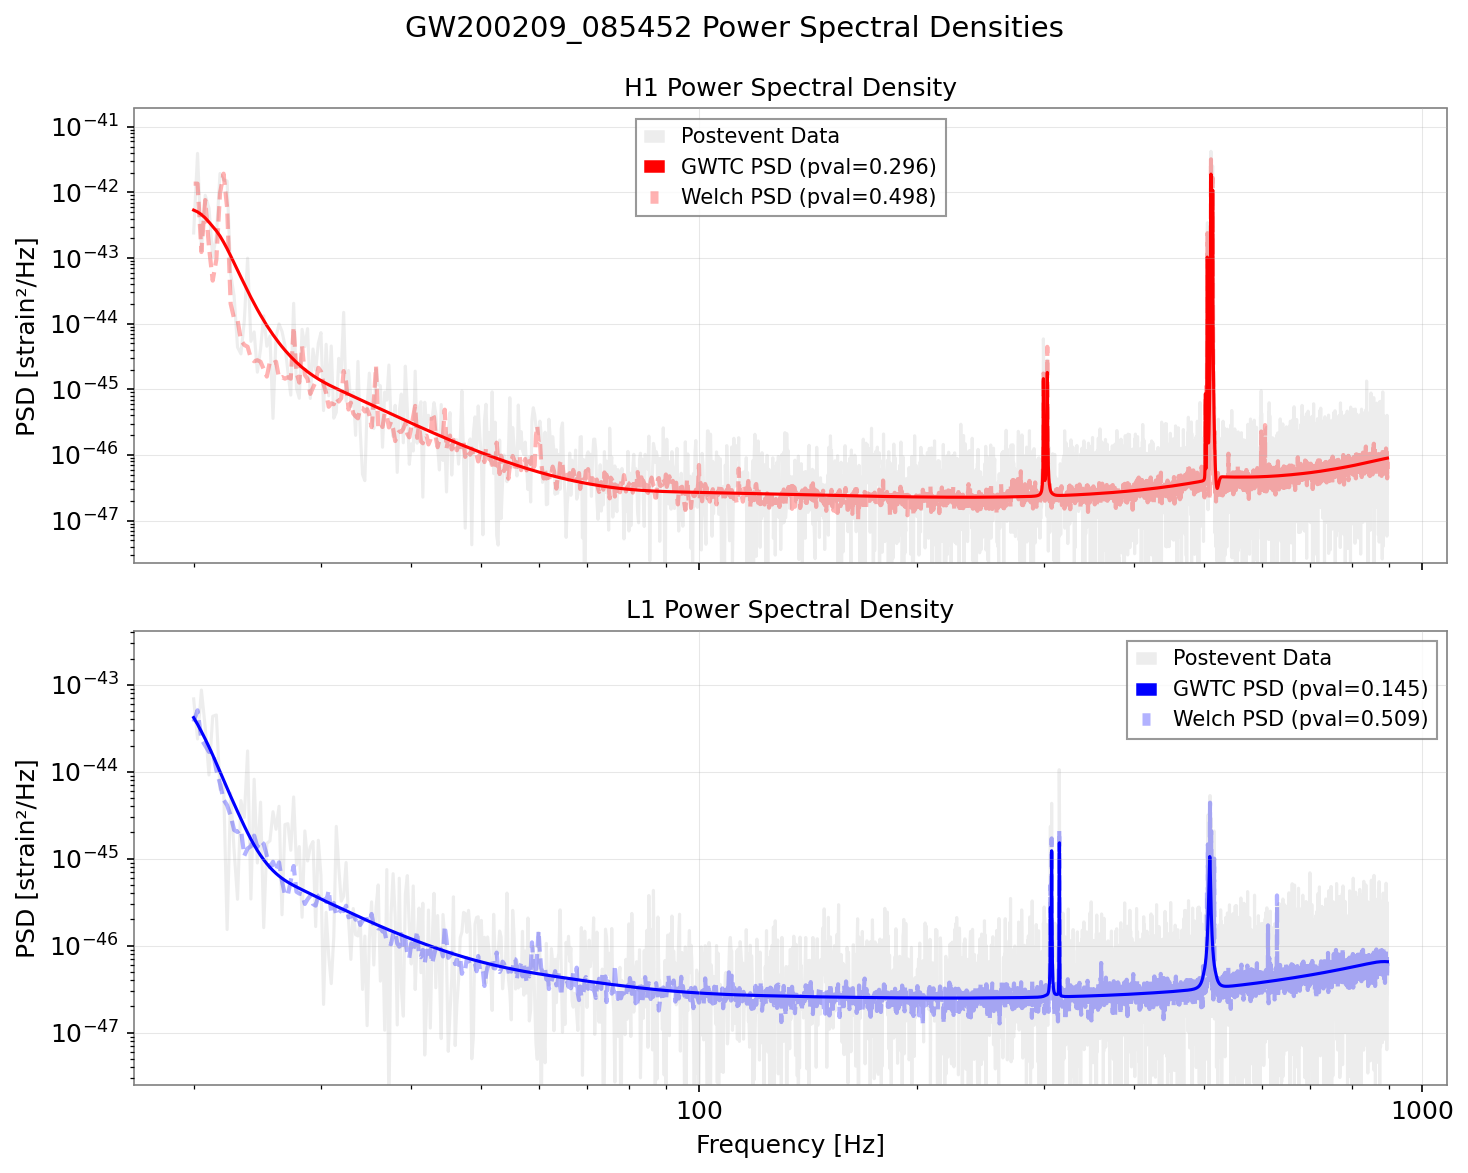 GW200209_085452 Power Spectral Densities
H1 Power Spectral Density
PSD [strain²/Hz]
10⁻⁴¹
10⁻⁴²
10⁻⁴³
10⁻⁴⁴
10⁻⁴⁵
10⁻⁴⁶
10⁻⁴⁷
Postevent Data
GWTC PSD (pval=0.296)
Welch PSD (pval=0.498)
L1 Power Spectral Density
PSD [strain²/Hz]
10⁻⁴³
10⁻⁴⁴
10⁻⁴⁵
10⁻⁴⁶
10⁻⁴⁷
Postevent Data
GWTC PSD (pval=0.145)
Welch PSD (pval=0.509)
100 1000
Frequency [Hz]